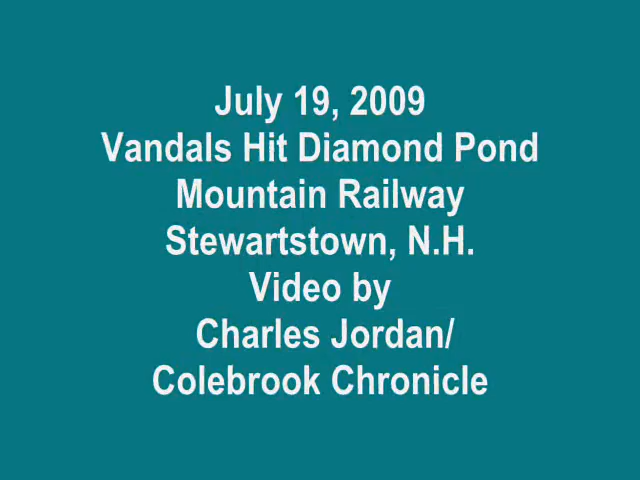 July 19, 2009
Vandals Hit Diamond Pond
Mountain Railway
Stewartstown, N.H.
Video by
Charles Jordan/
Colebrook Chronicle